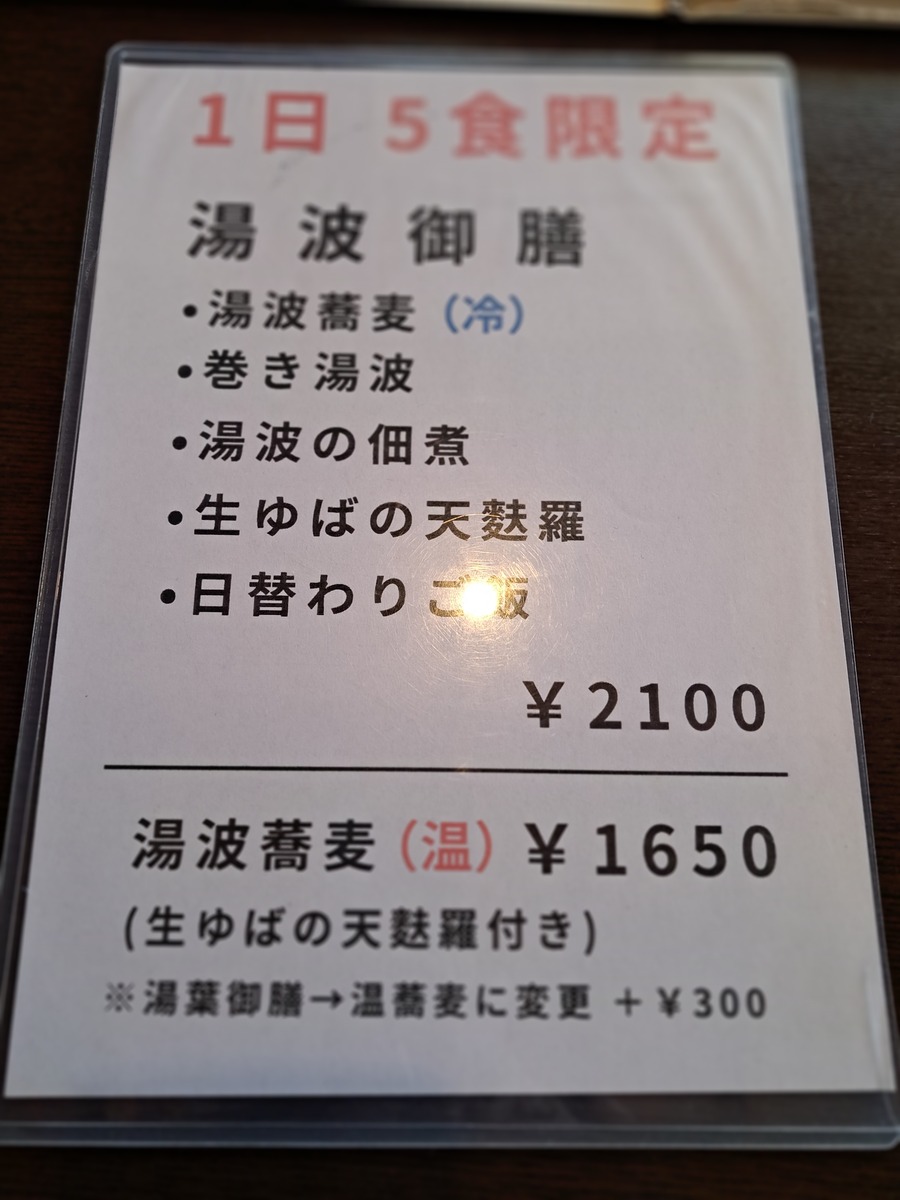 1日 5食限定
湯波御膳
•湯波蕎麦（冷）
•巻き湯波
•湯波の佃煮
•生ゆばの天麩羅
•日替わりご飯
￥2100
湯波蕎麦（温）￥1650
(生ゆばの天麩羅付き)
※湯葉御膳→温蕎麦に変更 ＋￥300